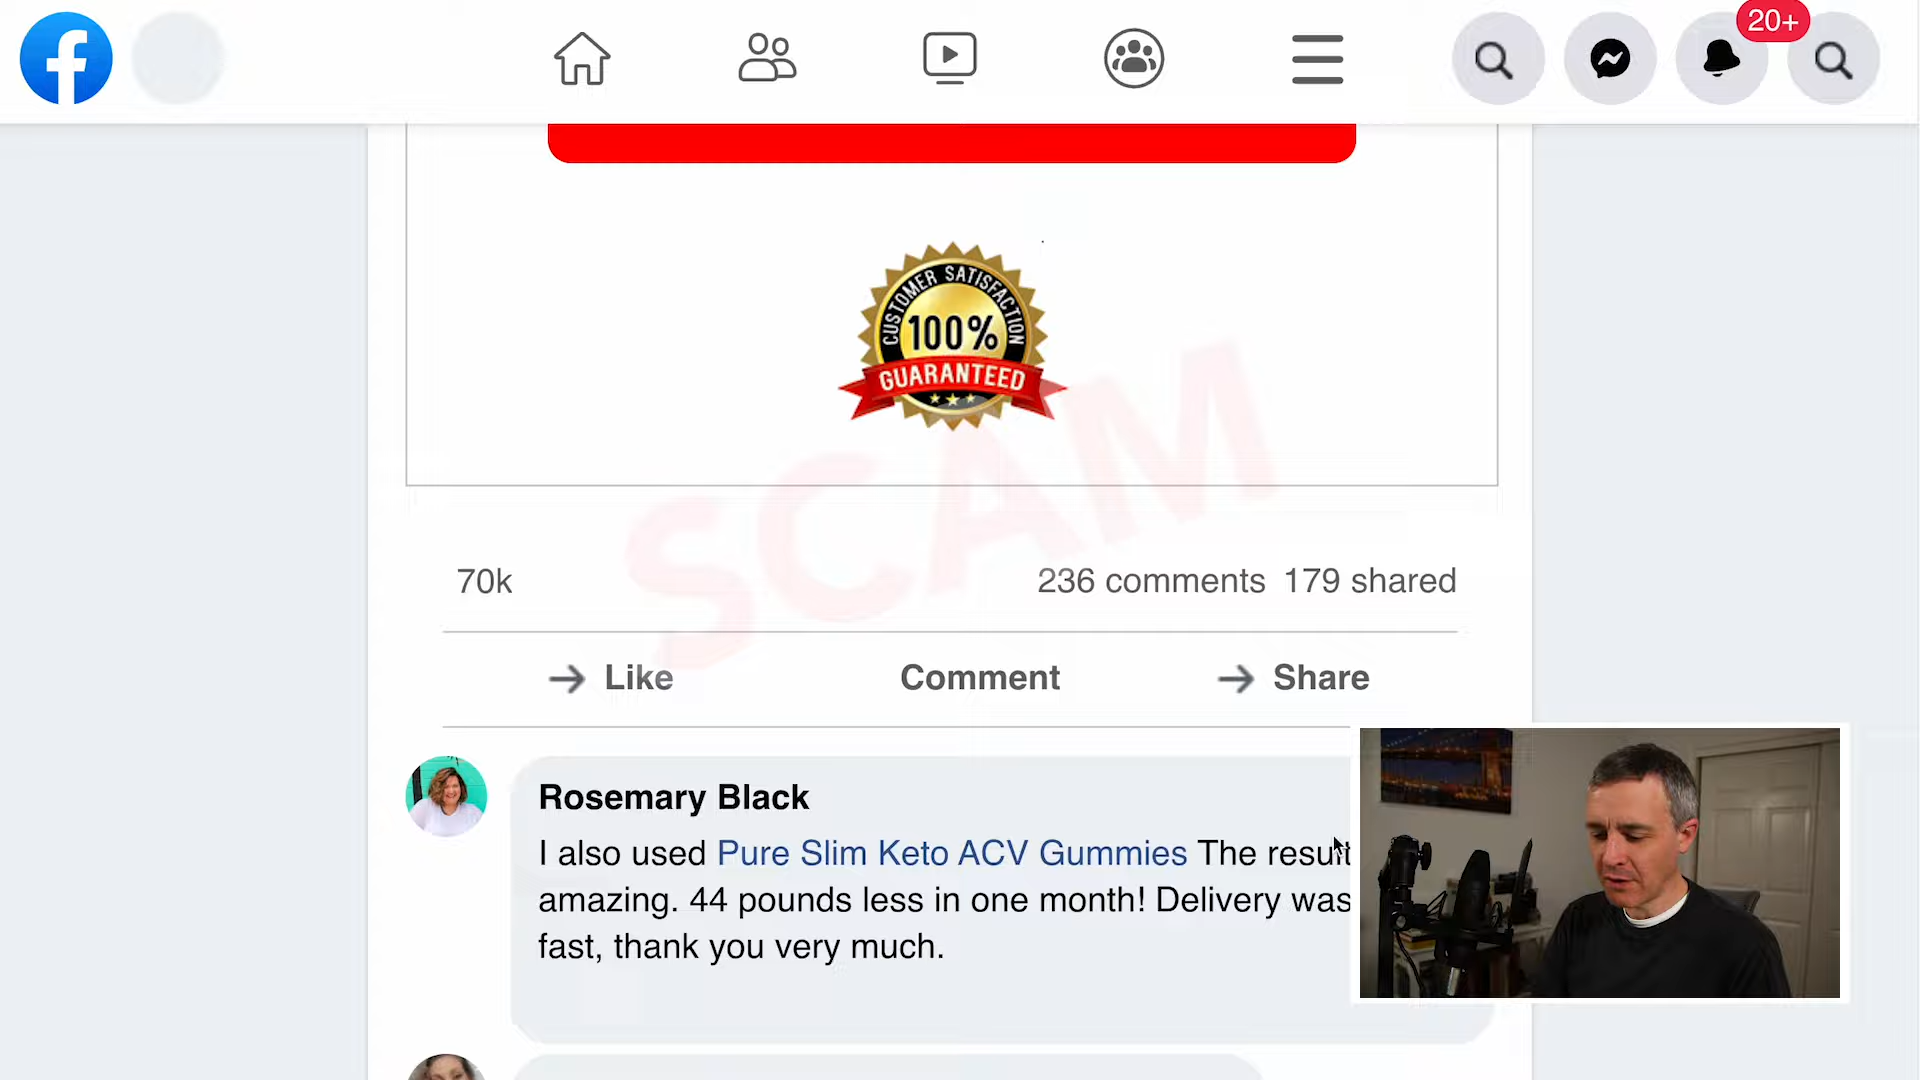 20+
CUSTOMER SATISFACTION
100%
GUARANTEED
SCAM
70k
236 comments 179 shared
Like
Comment
Share
Rosemary Black
I also used Pure Slim Keto ACV Gummies The result
amazing. 44 pounds less in one month! Delivery was
fast, thank you very much.